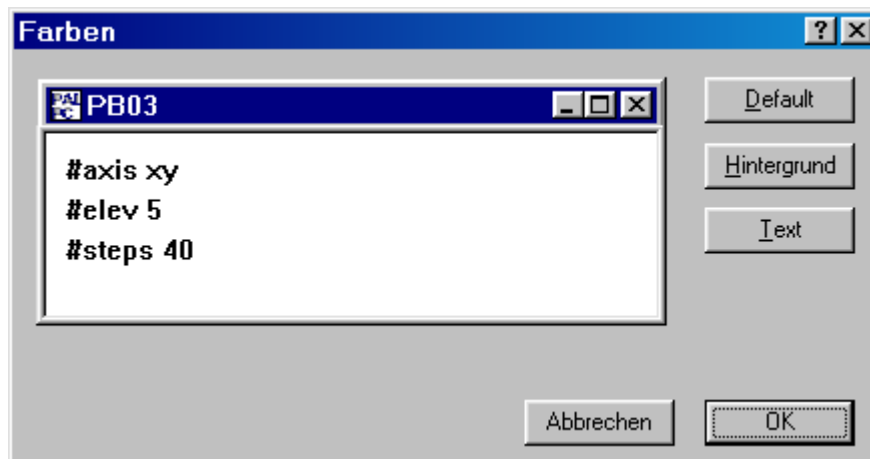 Farben
PB03
#axis xy
#elev 5
#steps 40
Default
Hintergrund
Text
Abbrechen
OK